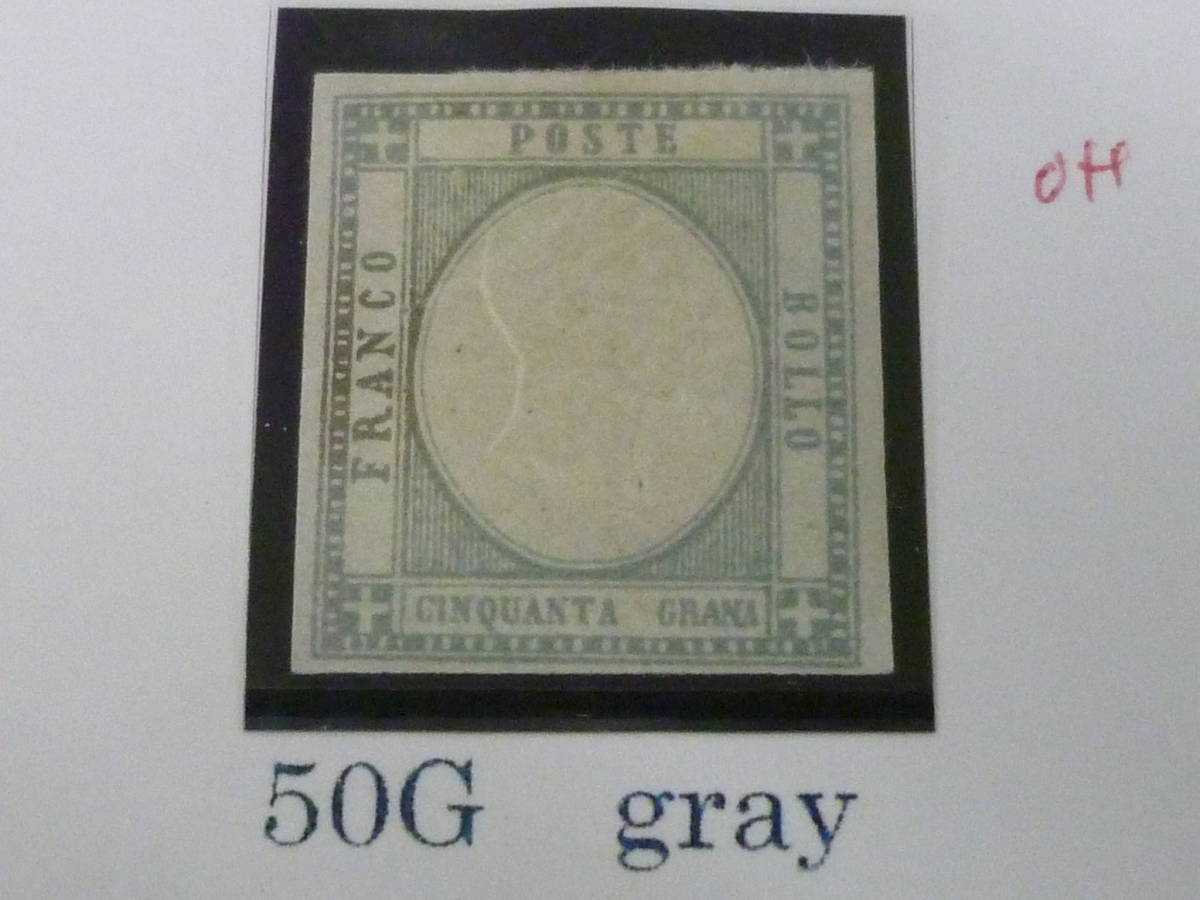 POSTE
FRANCO
BOLLO
CINQUANTA GRANA
50G gray
OH